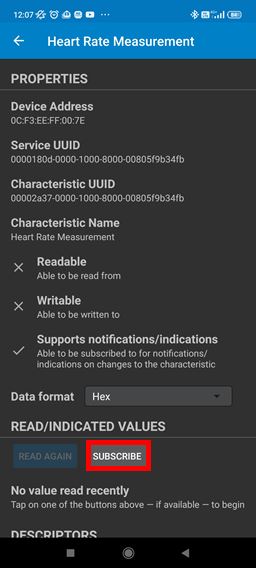 12:07
Heart Rate Measurement
PROPERTIES
Device Address
0C:F3:EE:FF:00:7E
Service UUID
0000180d-0000-1000-8000-00805f9b34fb
Characteristic UUID
00002a37-0000-1000-8000-00805f9b34fb
Characteristic Name
Heart Rate Measurement
Readable
Able to be read from
Writable
Able to be written to
Supports notifications/indications
Able to be subscribed to for notifications/
indications on changes to the characteristic
Data format Hex
READ/INDICATED VALUES
READ AGAIN SUBSCRIBE
No value read recently
Tap on one of the buttons above — if available — to begin
DESCRIPTORS